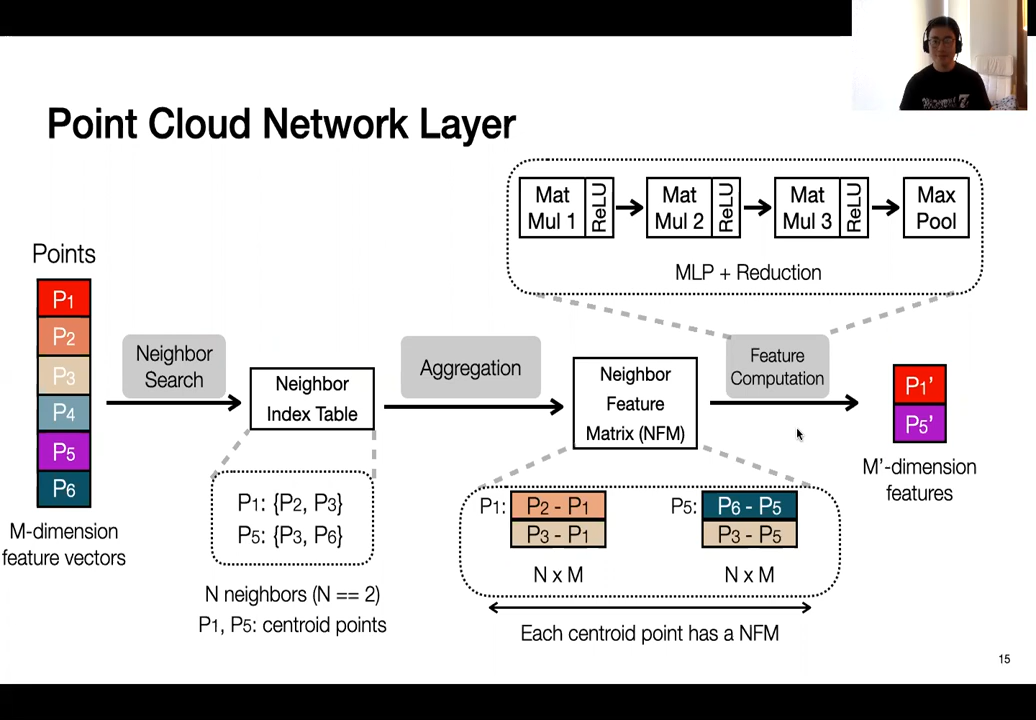 Point Cloud Network Layer
Mat
Mul 1
ReLU
Mat
Mul 2
ReLU
Mat
Mul 3
ReLU
Max
Pool
MLP + Reduction
Points
P1
P2
P3
P4
P5
P6
M-dimension
feature vectors
Neighbor
Search
Neighbor
Index Table
P1: {P2, P3}
P5: {P3, P6}
N neighbors (N == 2)
P1, P5: centroid points
Aggregation
Neighbor
Feature
Matrix (NFM)
P1:
P2 - P1
P3 - P1
N x M
P5:
P6 - P5
P3 - P5
N x M
Each centroid point has a NFM
Feature
Computation
P1’
P5’
M’-dimension
features
15